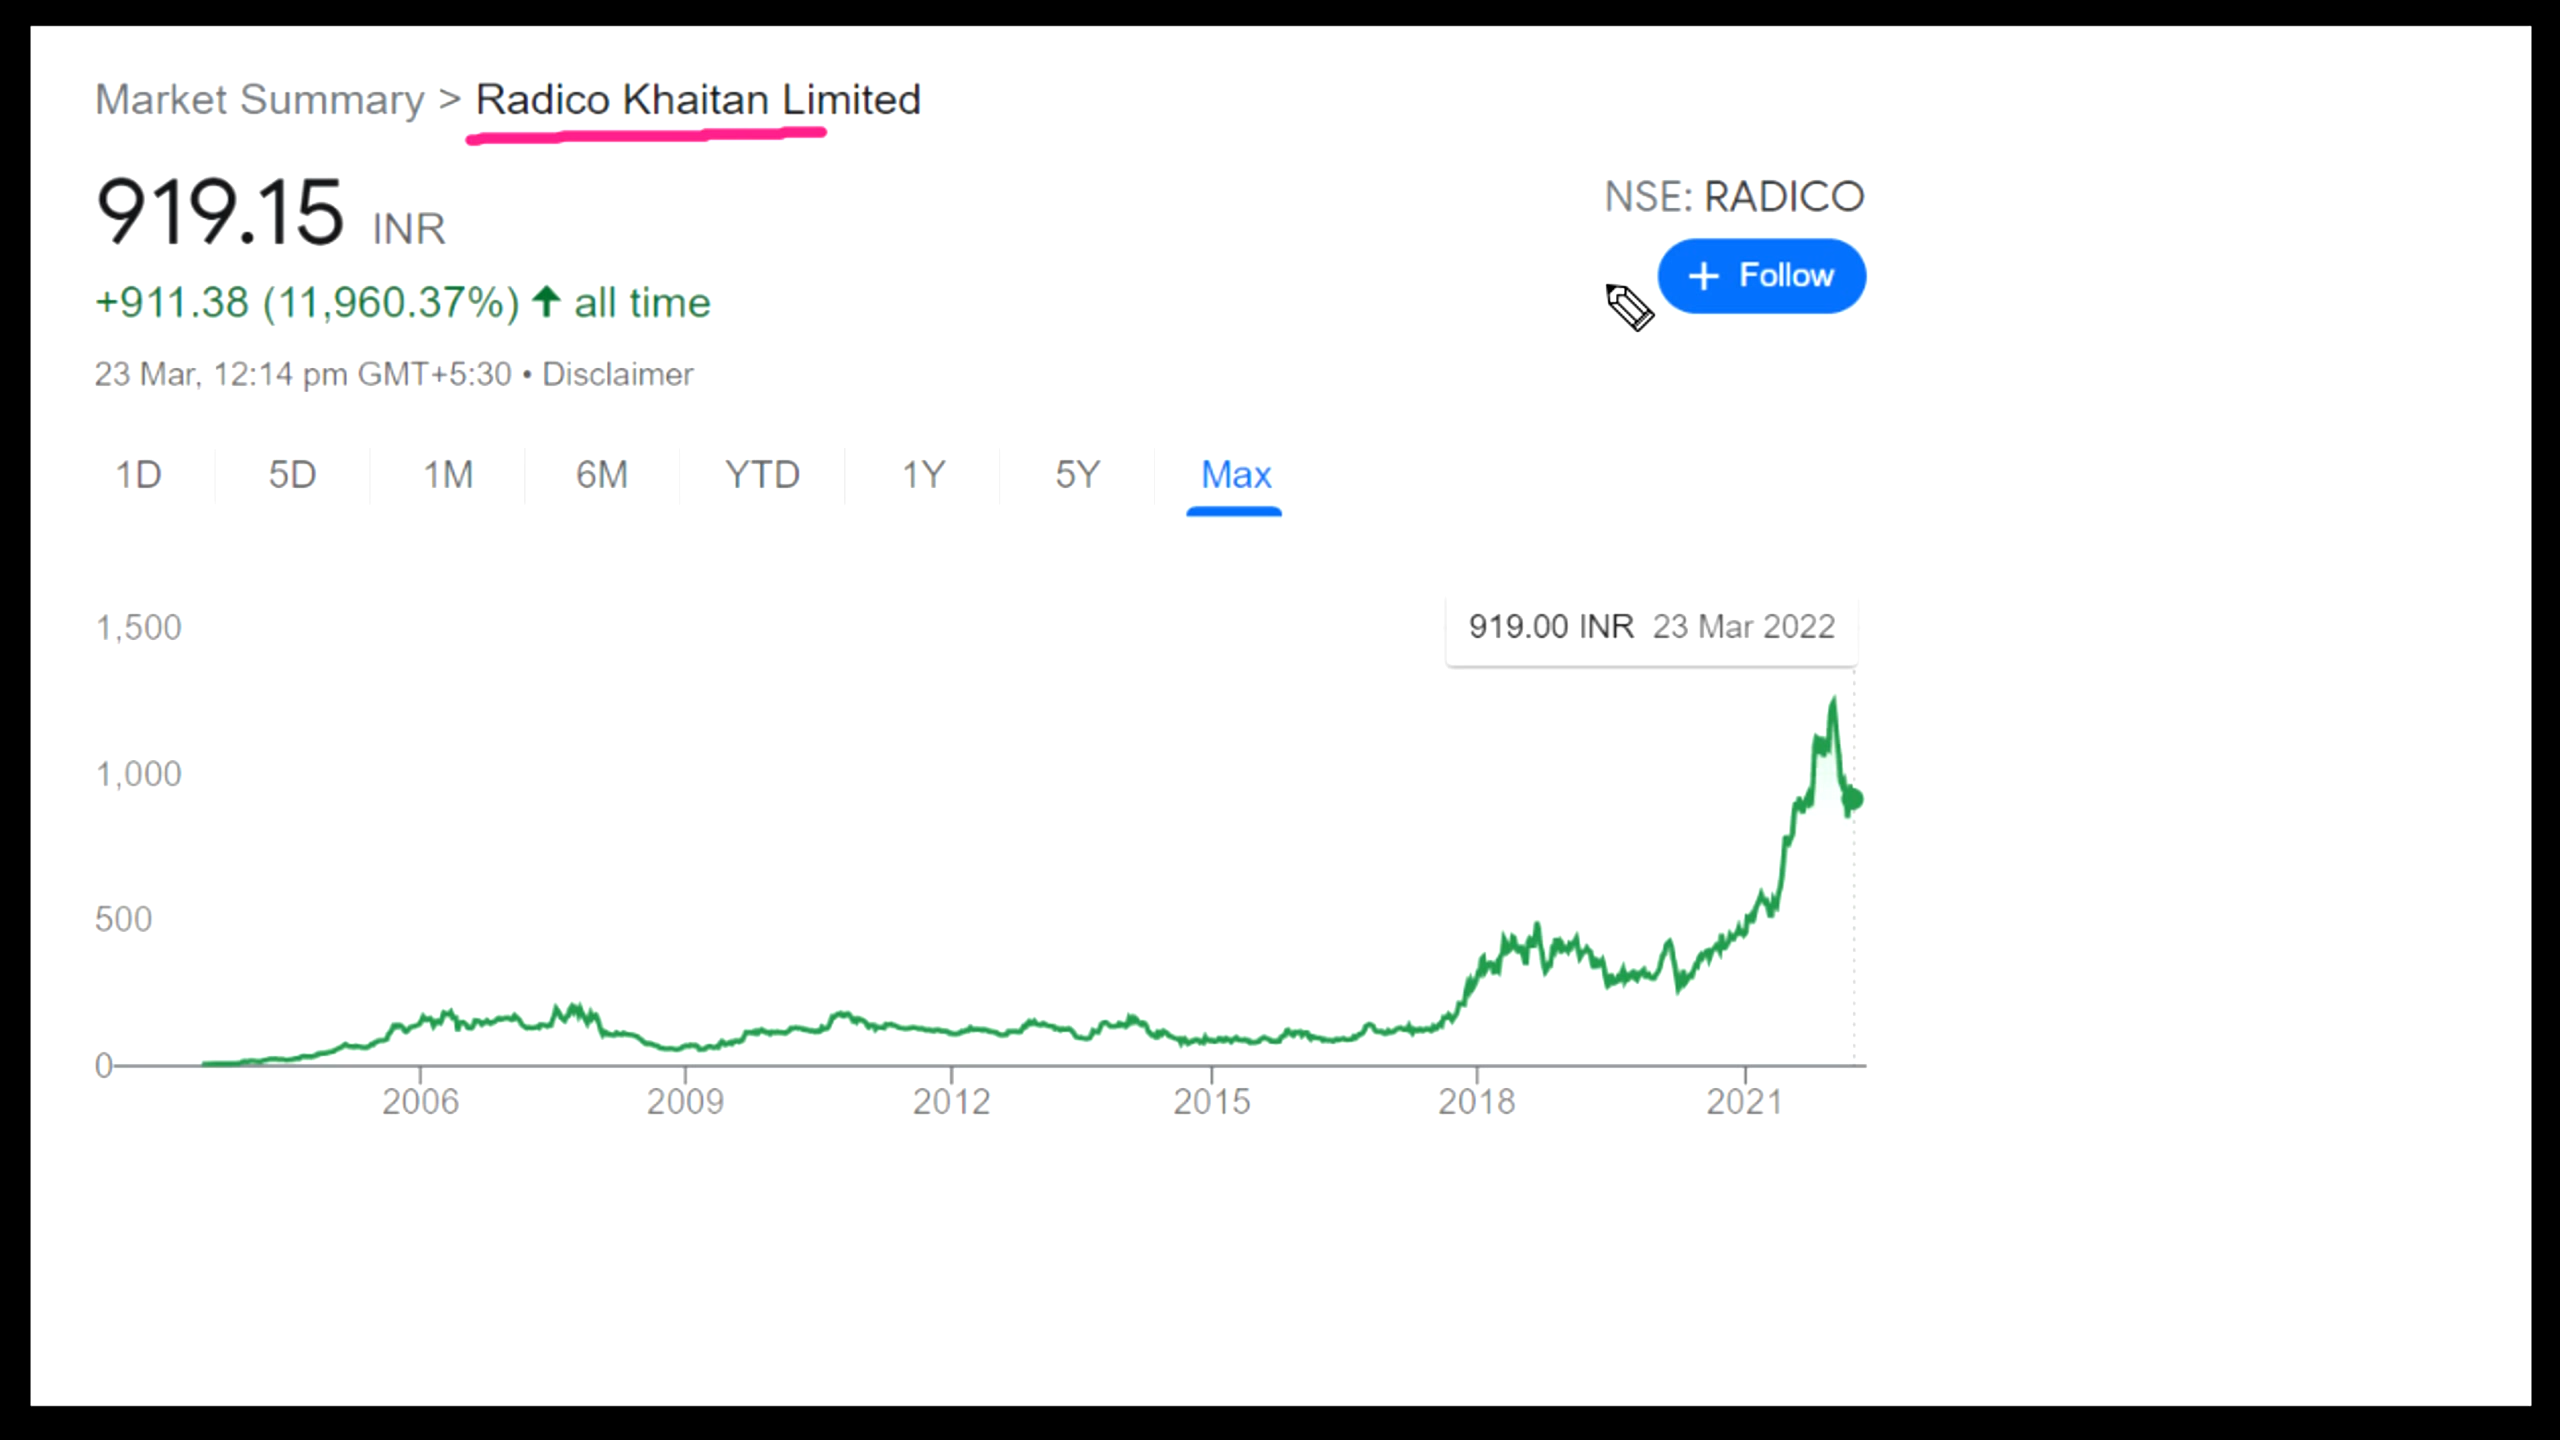 Market Summary > Radico Khaitan Limited
919.15 INR
NSE: RADICO
+ Follow
+911.38 (11,960.37%) ↑ all time
23 Mar, 12:14 pm GMT+5:30 • Disclaimer
1D 5D 1M 6M YTD 1Y 5Y Max
919.00 INR 23 Mar 2022
1,500
1,000
500
0
2006 2009 2012 2015 2018 2021